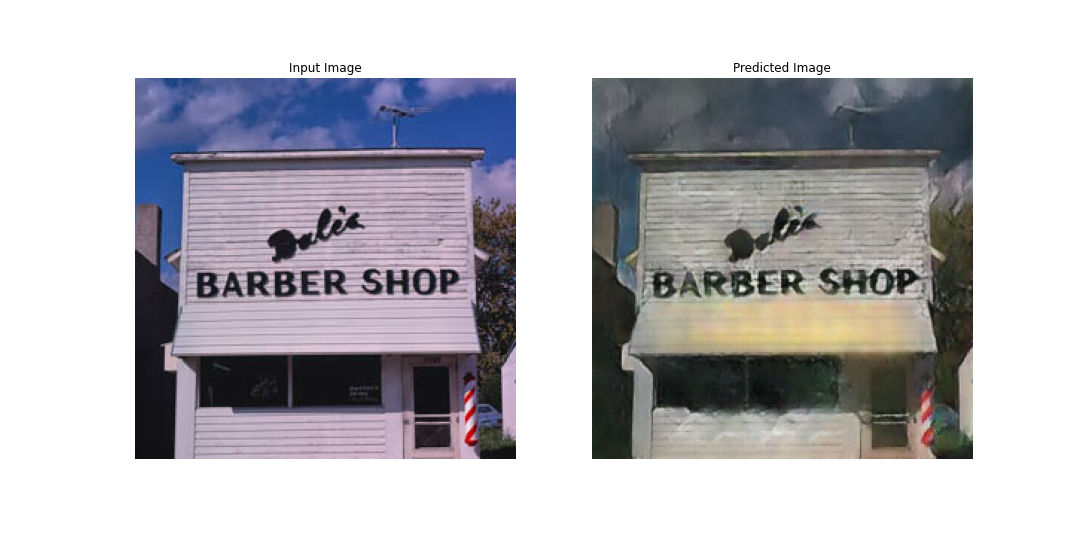 Input Image
Predicted Image
Dale's
BARBER SHOP
Dale's
BARBER SHOP